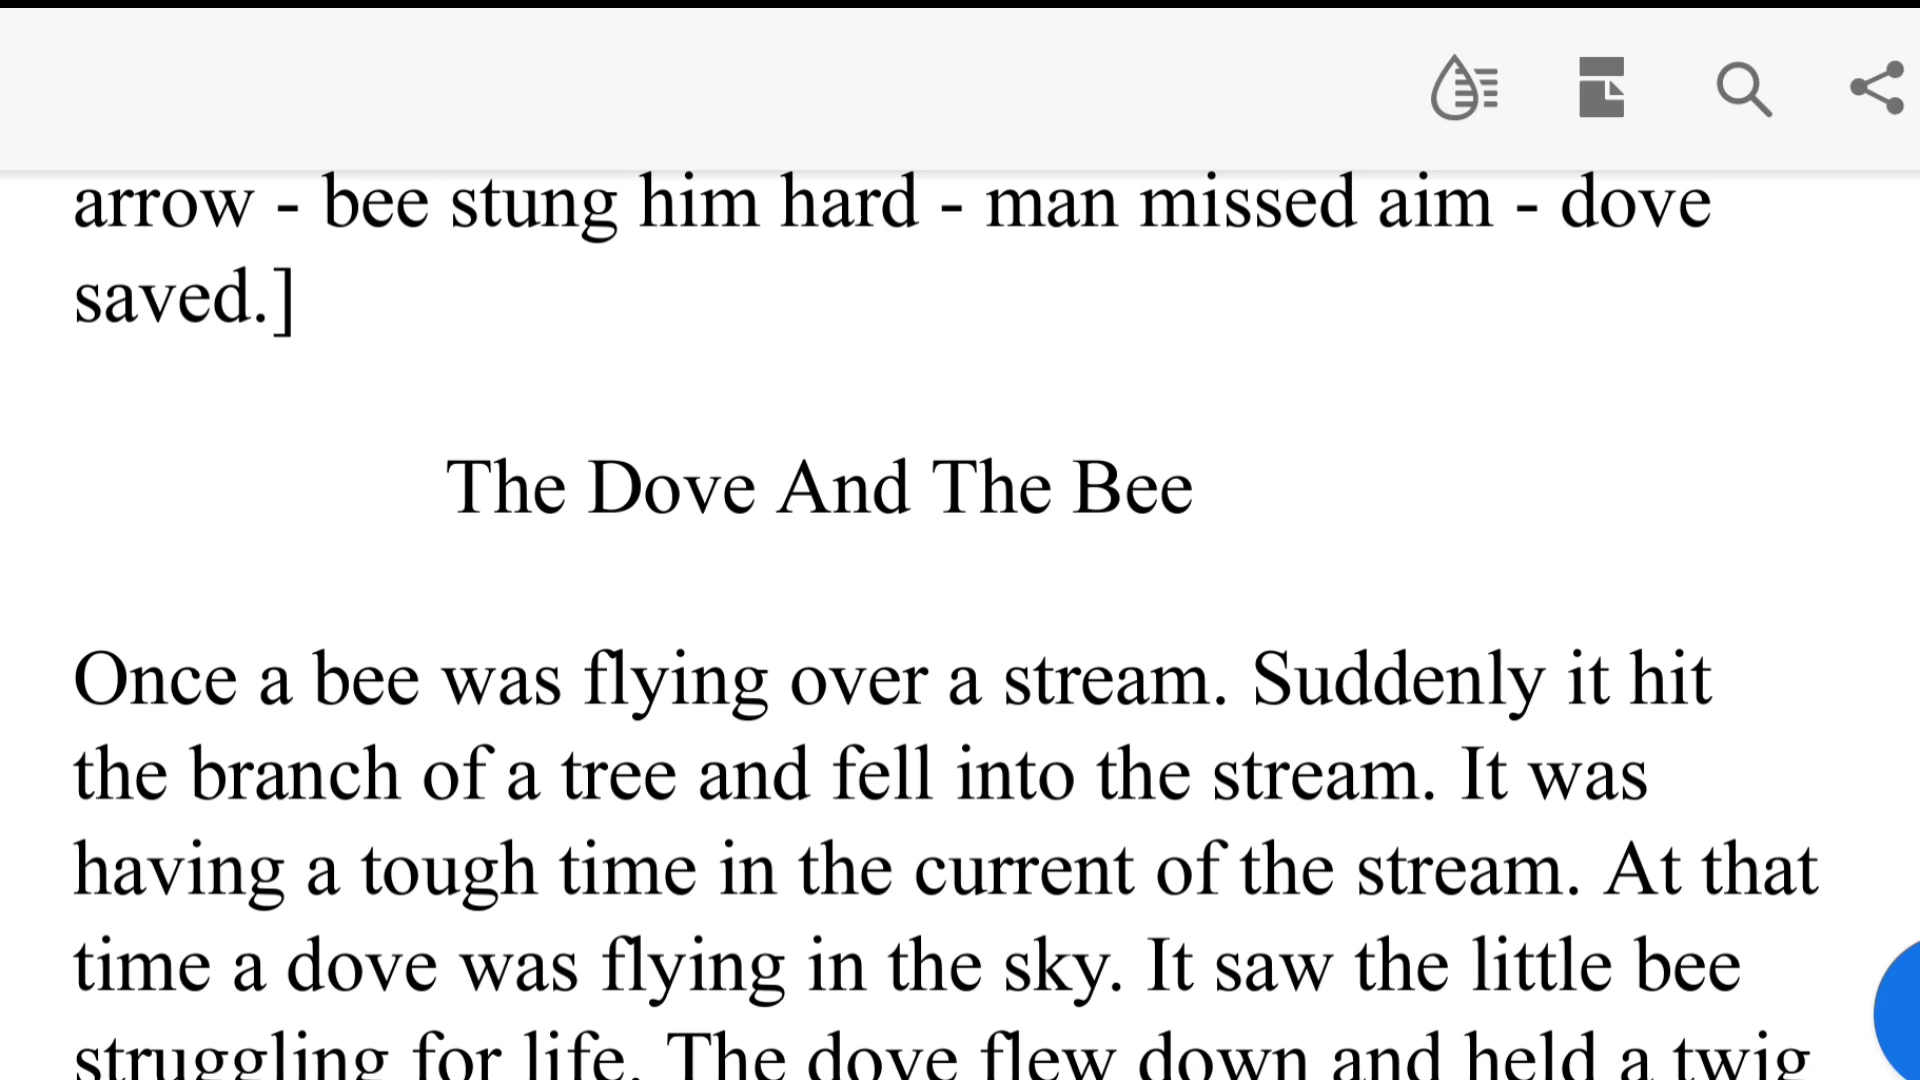 arrow - bee stung him hard - man missed aim - dove
saved.]
The Dove And The Bee
Once a bee was flying over a stream. Suddenly it hit
the branch of a tree and fell into the stream. It was
having a tough time in the current of the stream. At that
time a dove was flying in the sky. It saw the little bee
struggling for life. The dove flew down and held a twig